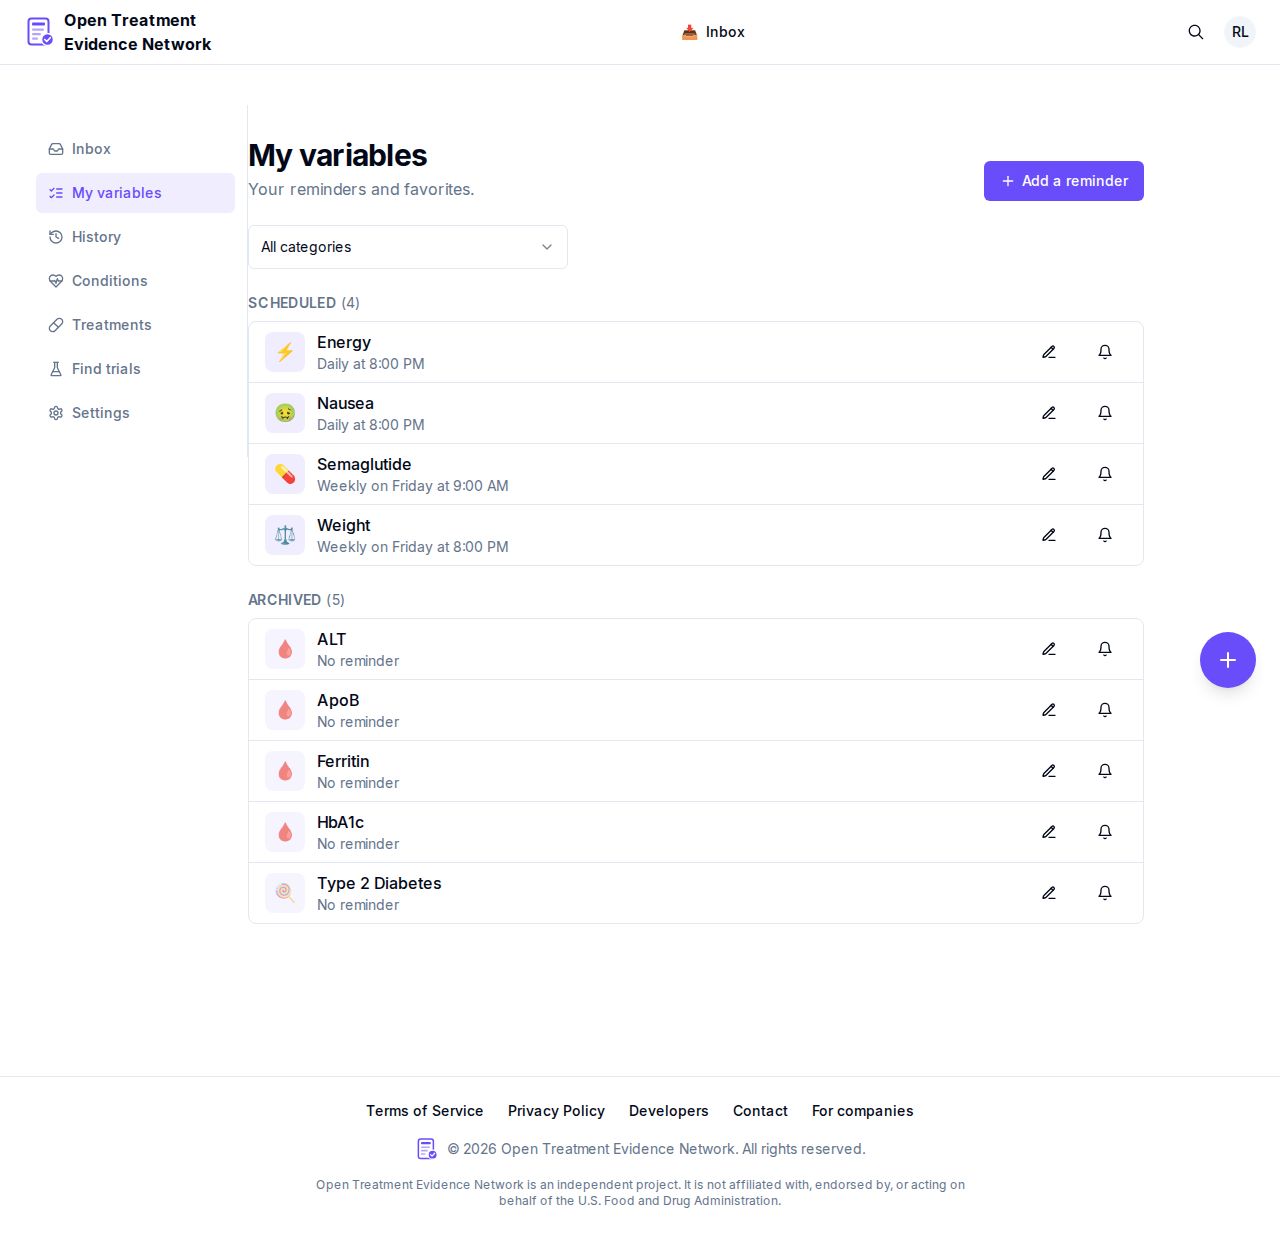 Open Treatment
Evidence Network
Inbox
RL
Inbox
My variables
History
Conditions
Treatments
Find trials
Settings
My variables
Your reminders and favorites.
Add a reminder
All categories
SCHEDULED (4)
Energy
Daily at 8:00 PM
Nausea
Daily at 8:00 PM
Semaglutide
Weekly on Friday at 9:00 AM
Weight
Weekly on Friday at 8:00 PM
ARCHIVED (5)
ALT
No reminder
ApoB
No reminder
Ferritin
No reminder
HbA1c
No reminder
Type 2 Diabetes
No reminder
Terms of Service Privacy Policy Developers Contact For companies
© 2026 Open Treatment Evidence Network. All rights reserved.
Open Treatment Evidence Network is an independent project. It is not affiliated with, endorsed by, or acting on
behalf of the U.S. Food and Drug Administration.